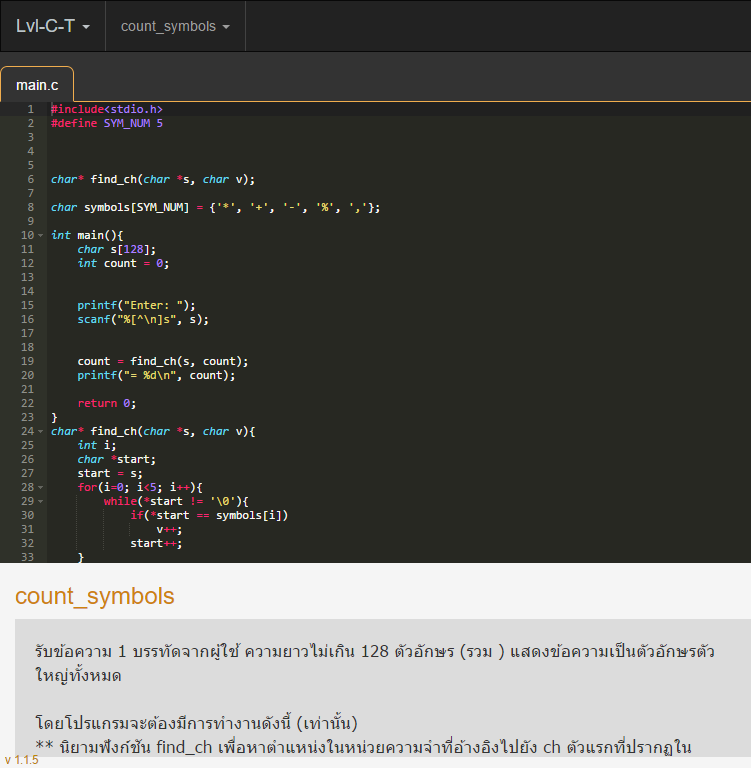 Lvl-C-T count_symbols
main.c
1 #include<stdio.h>
2 #define SYM_NUM 5
3
4
5
6 char* find_ch(char *s, char v);
7
8 char symbols[SYM_NUM] = {'*', '+', '-', '%', ','};
9
10 int main(){
11 char s[128];
12 int count = 0;
13
14
15 printf("Enter: ");
16 scanf("%[^\n]s", s);
17
18
19 count = find_ch(s, count);
20 printf("= %d\n", count);
21
22 return 0;
23 }
24 char* find_ch(char *s, char v){
25 int i;
26 char *start;
27 start = s;
28 for(i=0; i<5; i++){
29 while(*start != '\0'){
30 if(*start == symbols[i])
31 v++;
32 start++;
33 }
count_symbols
รับข้อความ 1 บรรทัดจากผู้ใช้ ความยาวไม่เกิน 128 ตัวอักษร (รวม ) แสดงข้อความเป็นตัวอักษรตัว
ใหญ่ทั้งหมด
โดยโปรแกรมจะต้องมีการทำงานดังนี้ (เท่านั้น)
** นิยามฟังก์ชัน find_ch เพื่อหาตำแหน่งในหน่วยความจำที่อ้างอิงไปยัง ch ตัวแรกที่ปรากฏใน
v 1.1.5